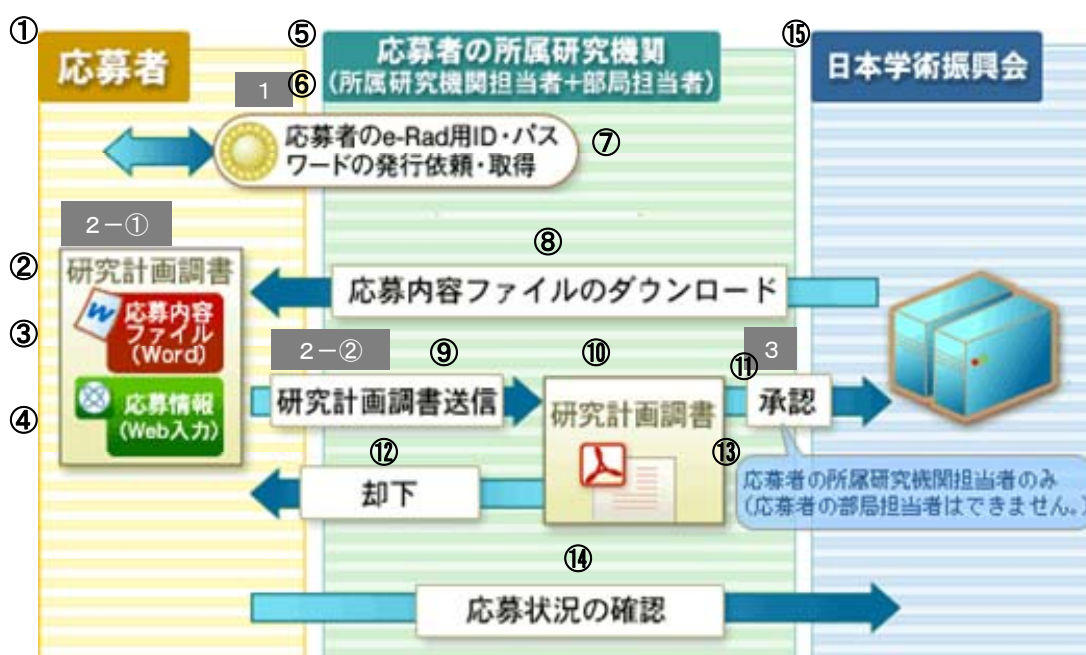 ① 応募者
⑤ 応募者の所属研究機関
⑥ (所属研究機関担当者+部局担当者)
⑮ 日本学術振興会
1
応募者のe-Rad用ID・パス
ワードの発行依頼・取得
⑦
2-①
② 研究計画調書
W
③ 応募内容
ファイル
(Word)
④ 応募情報
(Web入力)
⑧
応募内容ファイルのダウンロード
2-② ⑨
研究計画調書送信
⑩
研究計画調書
3
⑪ 承認
⑫
却下
⑬
応募者の所属研究機関担当者のみ
(応募者の部局担当者はできません。)
⑭
応募状況の確認